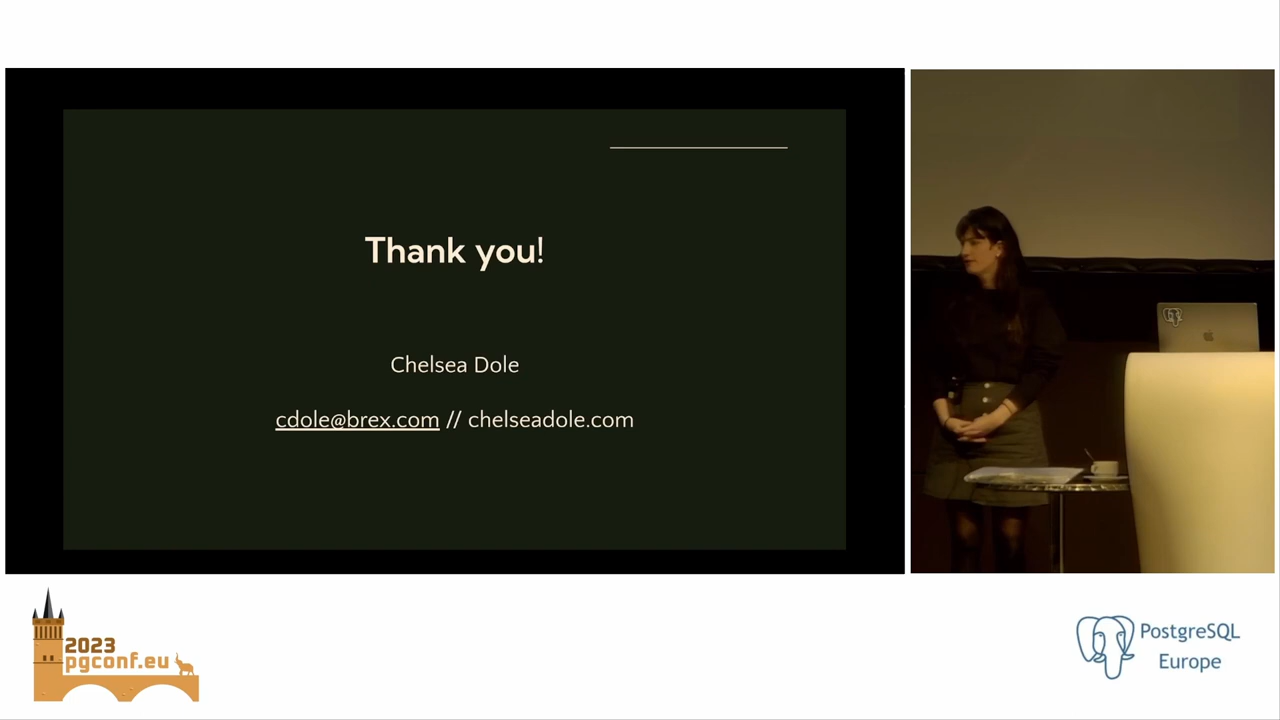 Thank you!
Chelsea Dole
cdole@brex.com // chelseadole.com
2023
pgconf.eu
PostgreSQL
Europe